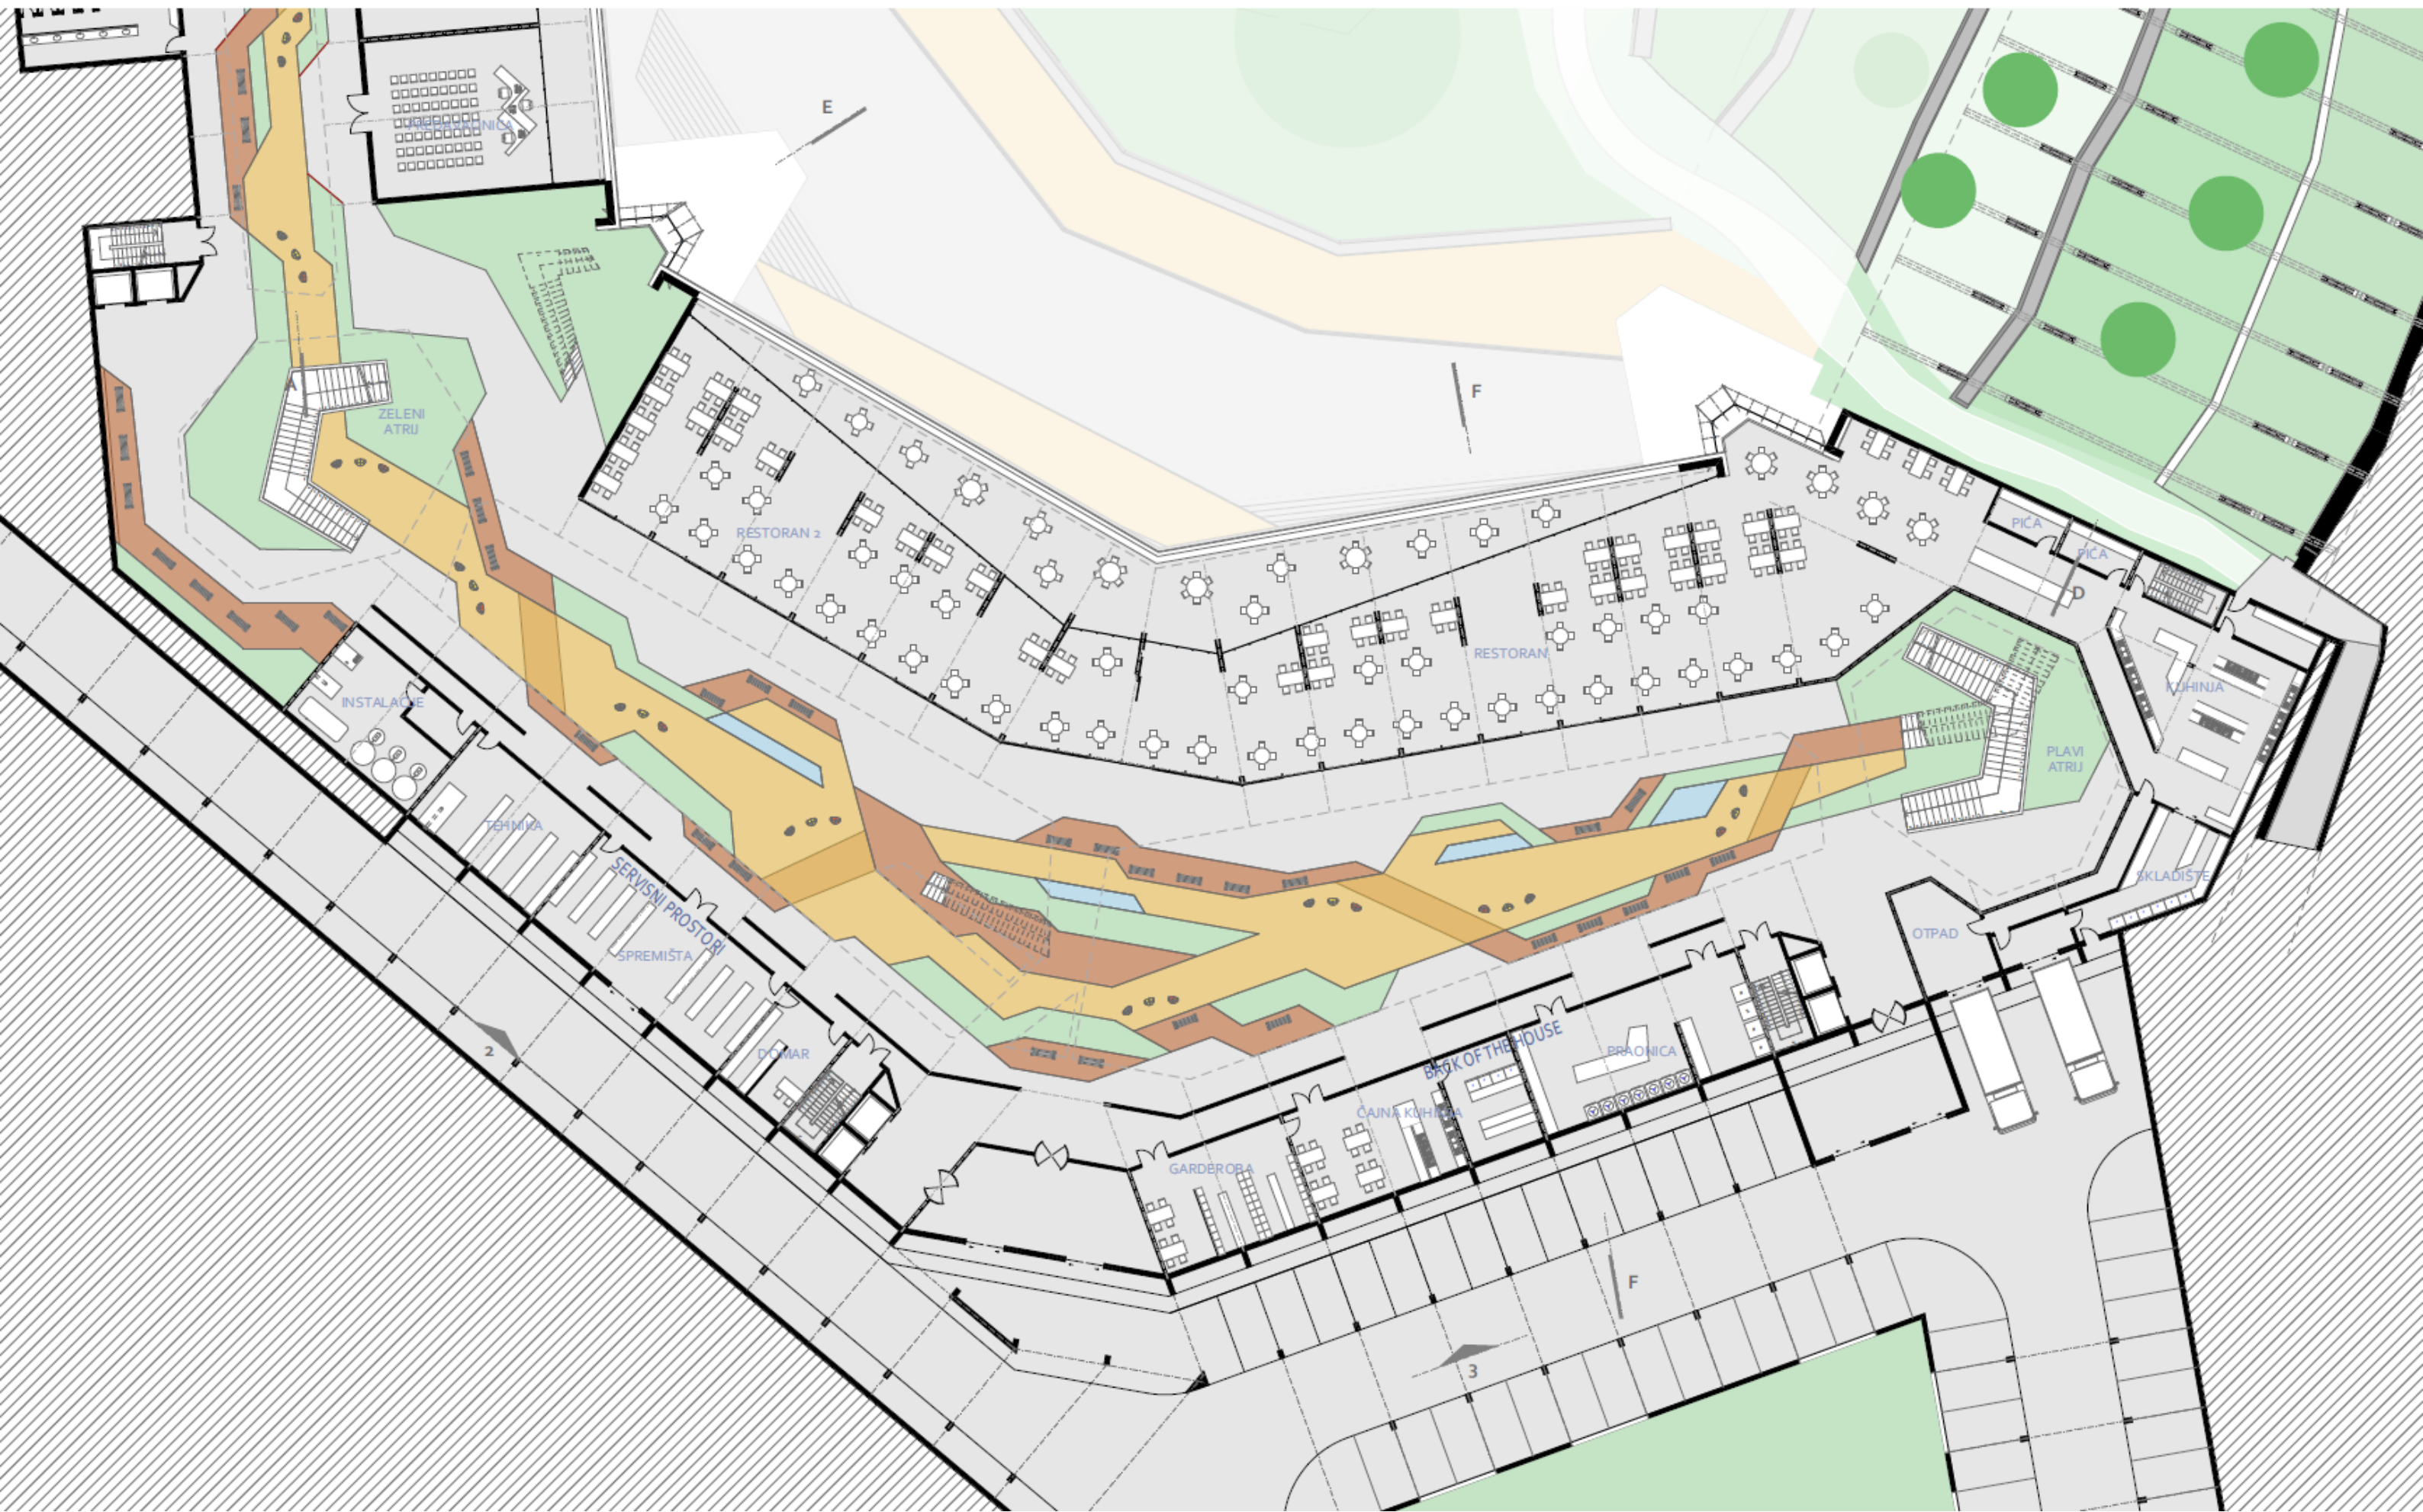 E
PREDAVAONICA
F
A
ZELENI
ATRIJ
RESTORAN 2
PIĆA
PIĆA
D
RESTORAN
KUHINJA
INSTALACIJE
PLAVI
ATRIJ
TEHNIKA
SERVISNI PROSTORI
SKLADIŠTE
OTPAD
SPREMIŠTA
2
DOMAR
BACK OF THE HOUSE
PRAONICA
ČAJNA KUHINJA
GARDEROBA
F
3